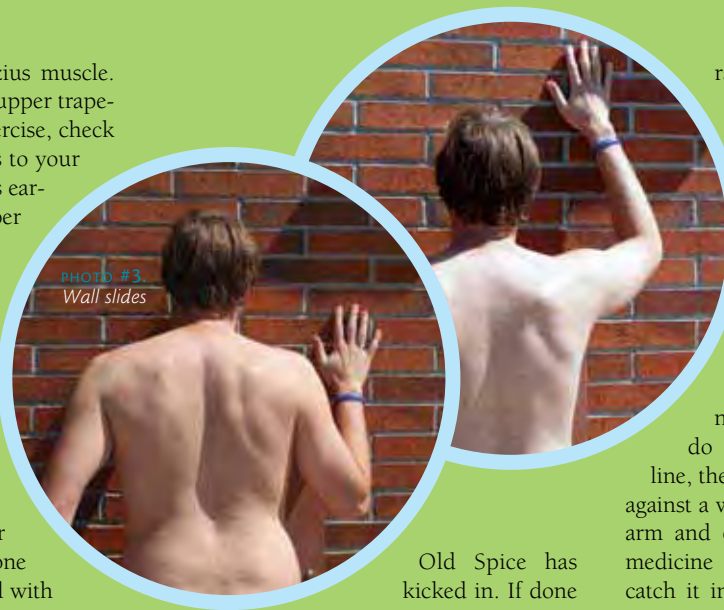 zius muscle.
upper trape-
ercise, check
s to your
s ear-
per
PHOTO #3.
Wall slides
r
one
l with
Old Spice has
kicked in. If done
r
n
do
line, the
against a w
arm and
medicine
catch it in